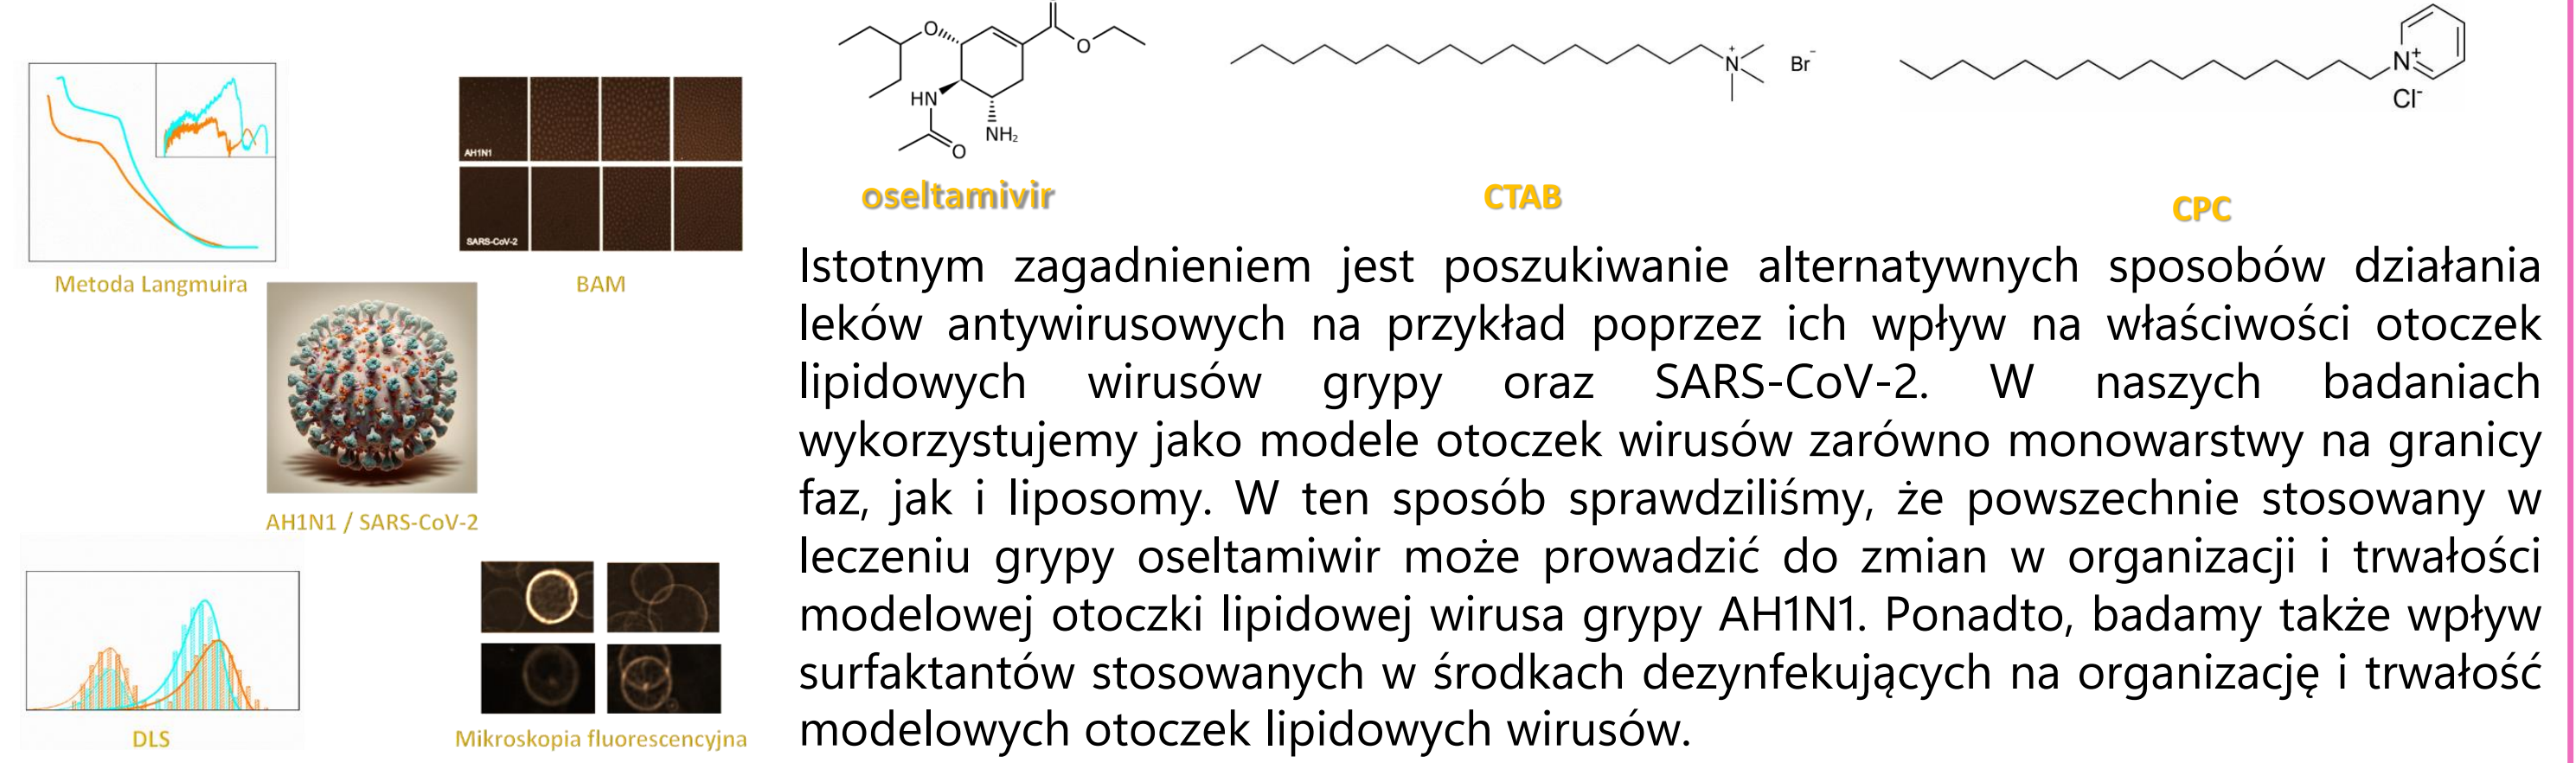 AH1N1
SARS-CoV-2
Metoda Langmuira
BAM
AH1N1 / SARS-CoV-2
DLS
Mikroskopia fluorescencyjna
O
O
HN
NH₂
O
oseltamivir
N⁺
Br⁻
CTAB
N⁺
Cl⁻
CPC
Istotnym zagadnieniem jest poszukiwanie alternatywnych sposobów działania
leków antywirusowych na przykład poprzez ich wpływ na właściwości otoczek
lipidowych wirusów grypy oraz SARS-CoV-2. W naszych badaniach
wykorzystujemy jako modele otoczek wirusów zarówno monowarstwy na granicy
faz, jak i liposomy. W ten sposób sprawdziliśmy, że powszechnie stosowany w
leczeniu grypy oseltamiwir może prowadzić do zmian w organizacji i trwałości
modelowej otoczki lipidowej wirusa grypy AH1N1. Ponadto, badamy także wpływ
surfaktantów stosowanych w środkach dezynfekujących na organizację i trwałość
modelowych otoczek lipidowych wirusów.